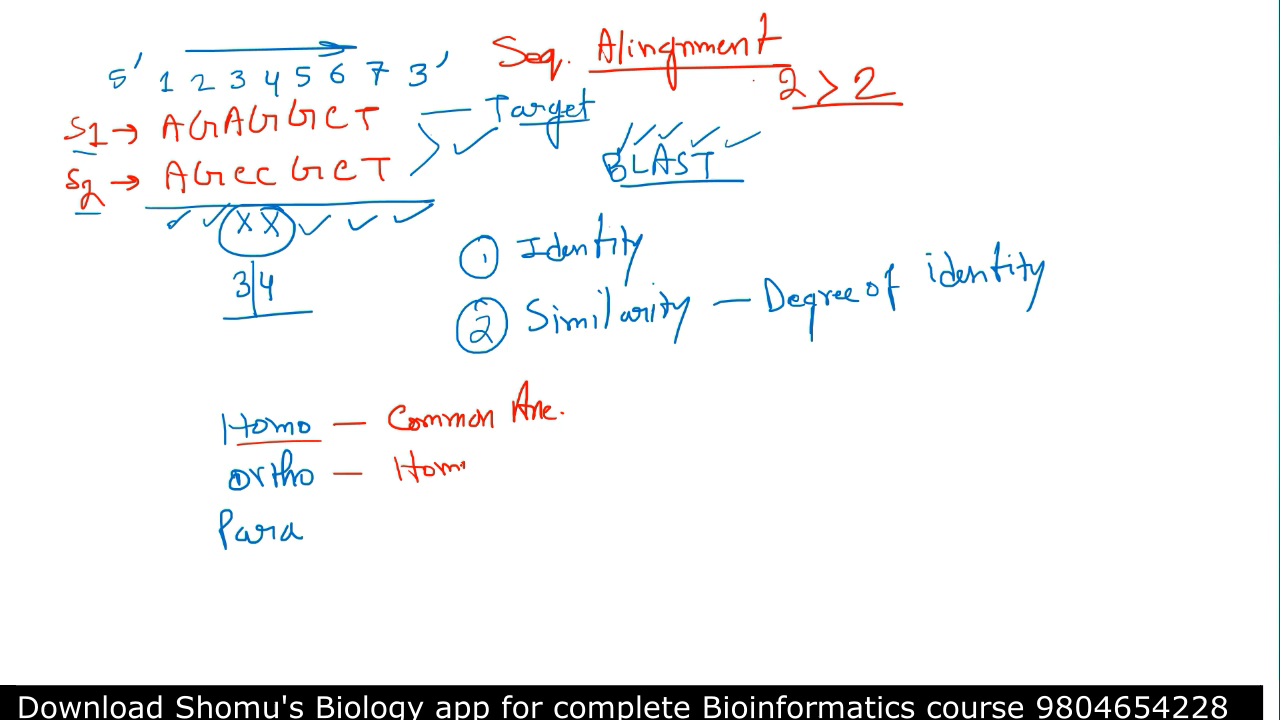 Seq. Alingnment
5' 1 2 3 4 5 6 7 3'
2 > 2
S1 → AGAGGCT — Target
S2 → AGCCGCT
BLAST
X X
3 4
1 Identity
2 Similarity — Degree of identity
Homo — Common Anc.
Ortho — Hom
Para
Download Shomu's Biology app for complete Bioinformatics course 9804654228